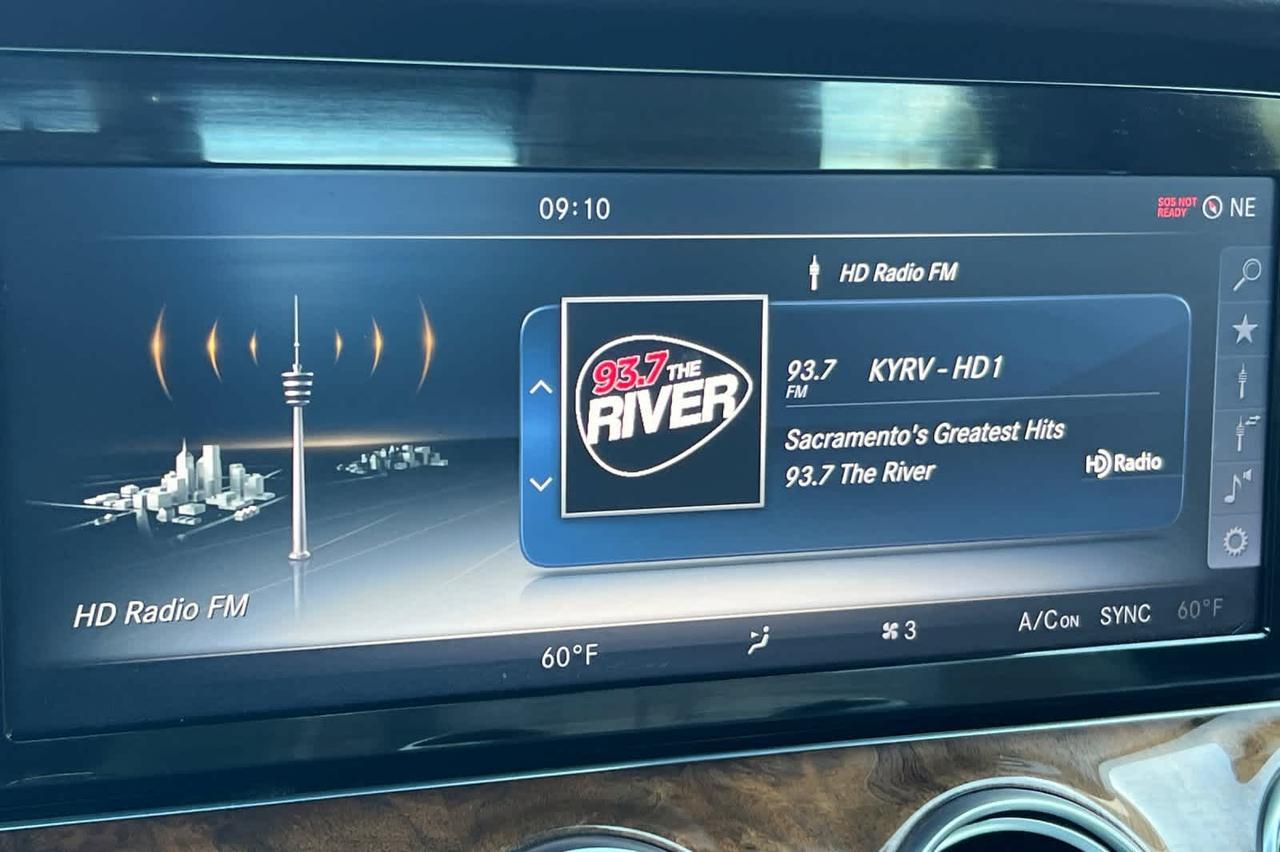 09:10
SOS NOT
READY
NE
HD Radio FM
93.7 THE
RIVER
93.7 KYRV - HD1
FM
Sacramento's Greatest Hits
93.7 The River
HD Radio
HD Radio FM
60°F
3
A/C ON SYNC 60°F